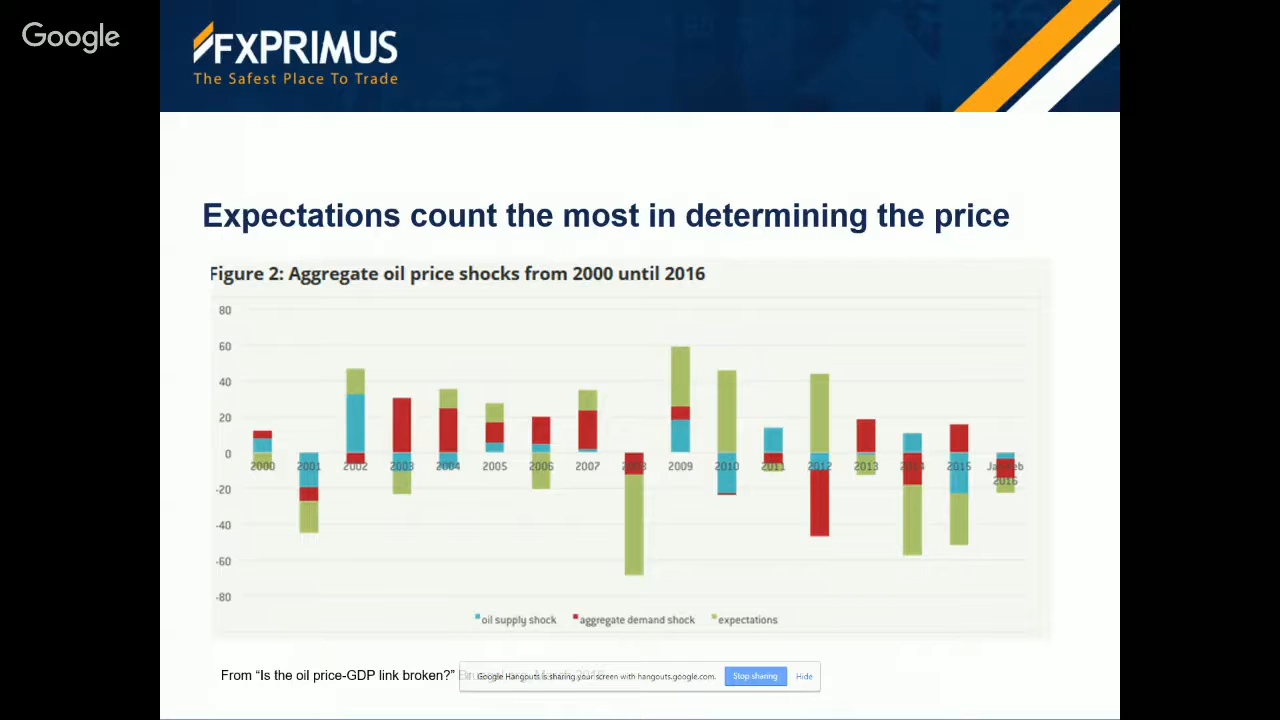 Google
FXPRIMUS
The Safest Place To Trade
Expectations count the most in determining the price
Figure 2: Aggregate oil price shocks from 2000 until 2016
80
60
40
20
0
2000 2001 2002 2003 2004 2005 2006 2007 2008 2009 2010 2011 2012 2013 2014 2015 Jan-Feb
2016
-20
-40
-60
-80
oil supply shock aggregate demand shock expectations
From “Is the oil price-GDP link broken?”
Google Hangouts is sharing your screen with hangouts.google.com. Stop sharing Hide